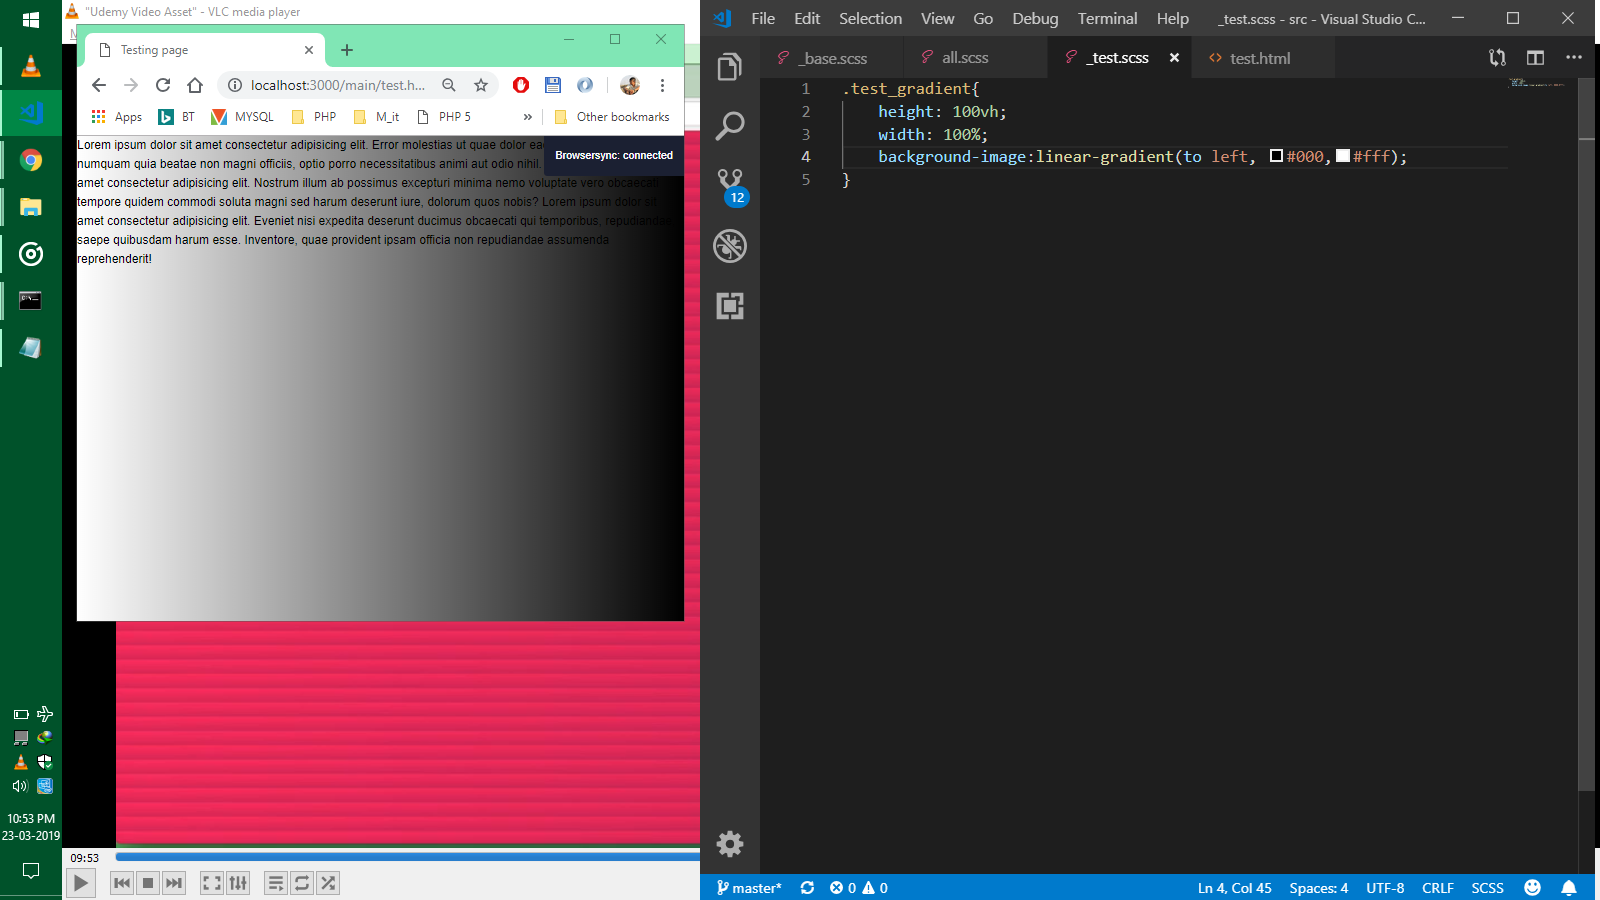 "Udemy Video Asset" - VLC media player
Testing page
localhost:3000/main/test.h...
Apps
BT
MYSQL
PHP
M_it
PHP 5
»
Other bookmarks
Lorem ipsum dolor sit amet consectetur adipisicing elit. Error molestias ut quae dolor
numquam quia beatae non magni officiis, optio porro necessitatibus animi aut odio nihil.
amet consectetur adipisicing elit. Nostrum illum ab possimus excepturi minima nemo voluptate vero obcaecati
tempore quidem commodi soluta magni sed harum deserunt iure, dolorum quos nobis? Lorem ipsum dolor sit
amet consectetur adipisicing elit. Eveniet nisi expedita deserunt ducimus obcaecati qui temporibus, repudiandae
saepe quibusdam harum esse. Inventore, quae provident ipsam officia non repudiandae assumenda
reprehenderit!
Browsersync: connected
10:53 PM
23-03-2019
09:53
File Edit Selection View Go Debug Terminal Help
_test.scss - src - Visual Studio C...
_base.scss
all.scss
_test.scss
test.html
1 .test_gradient{
2 height: 100vh;
3 width: 100%;
4 background-image:linear-gradient(to left, #000,#fff);
5 }
12
master*
0
0
Ln 4, Col 45
Spaces: 4
UTF-8
CRLF
SCSS